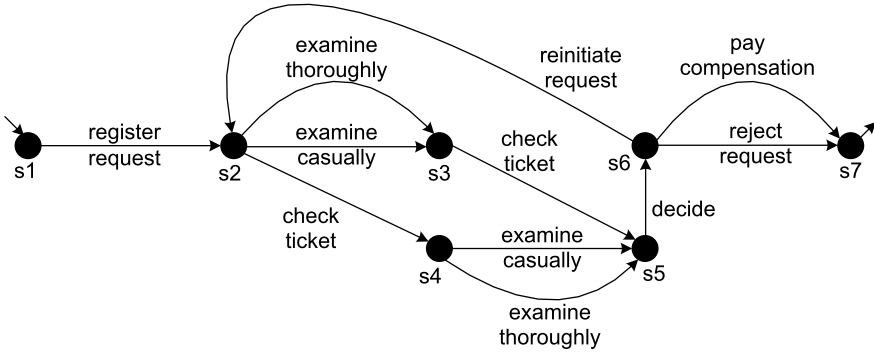 examine
thoroughly
reinitiate
request
pay
compensation
register
request
examine
casually
check
ticket
reject
request
s1
s2
s3
s6
s7
check
ticket
decide
examine
casually
s4
s5
examine
thoroughly